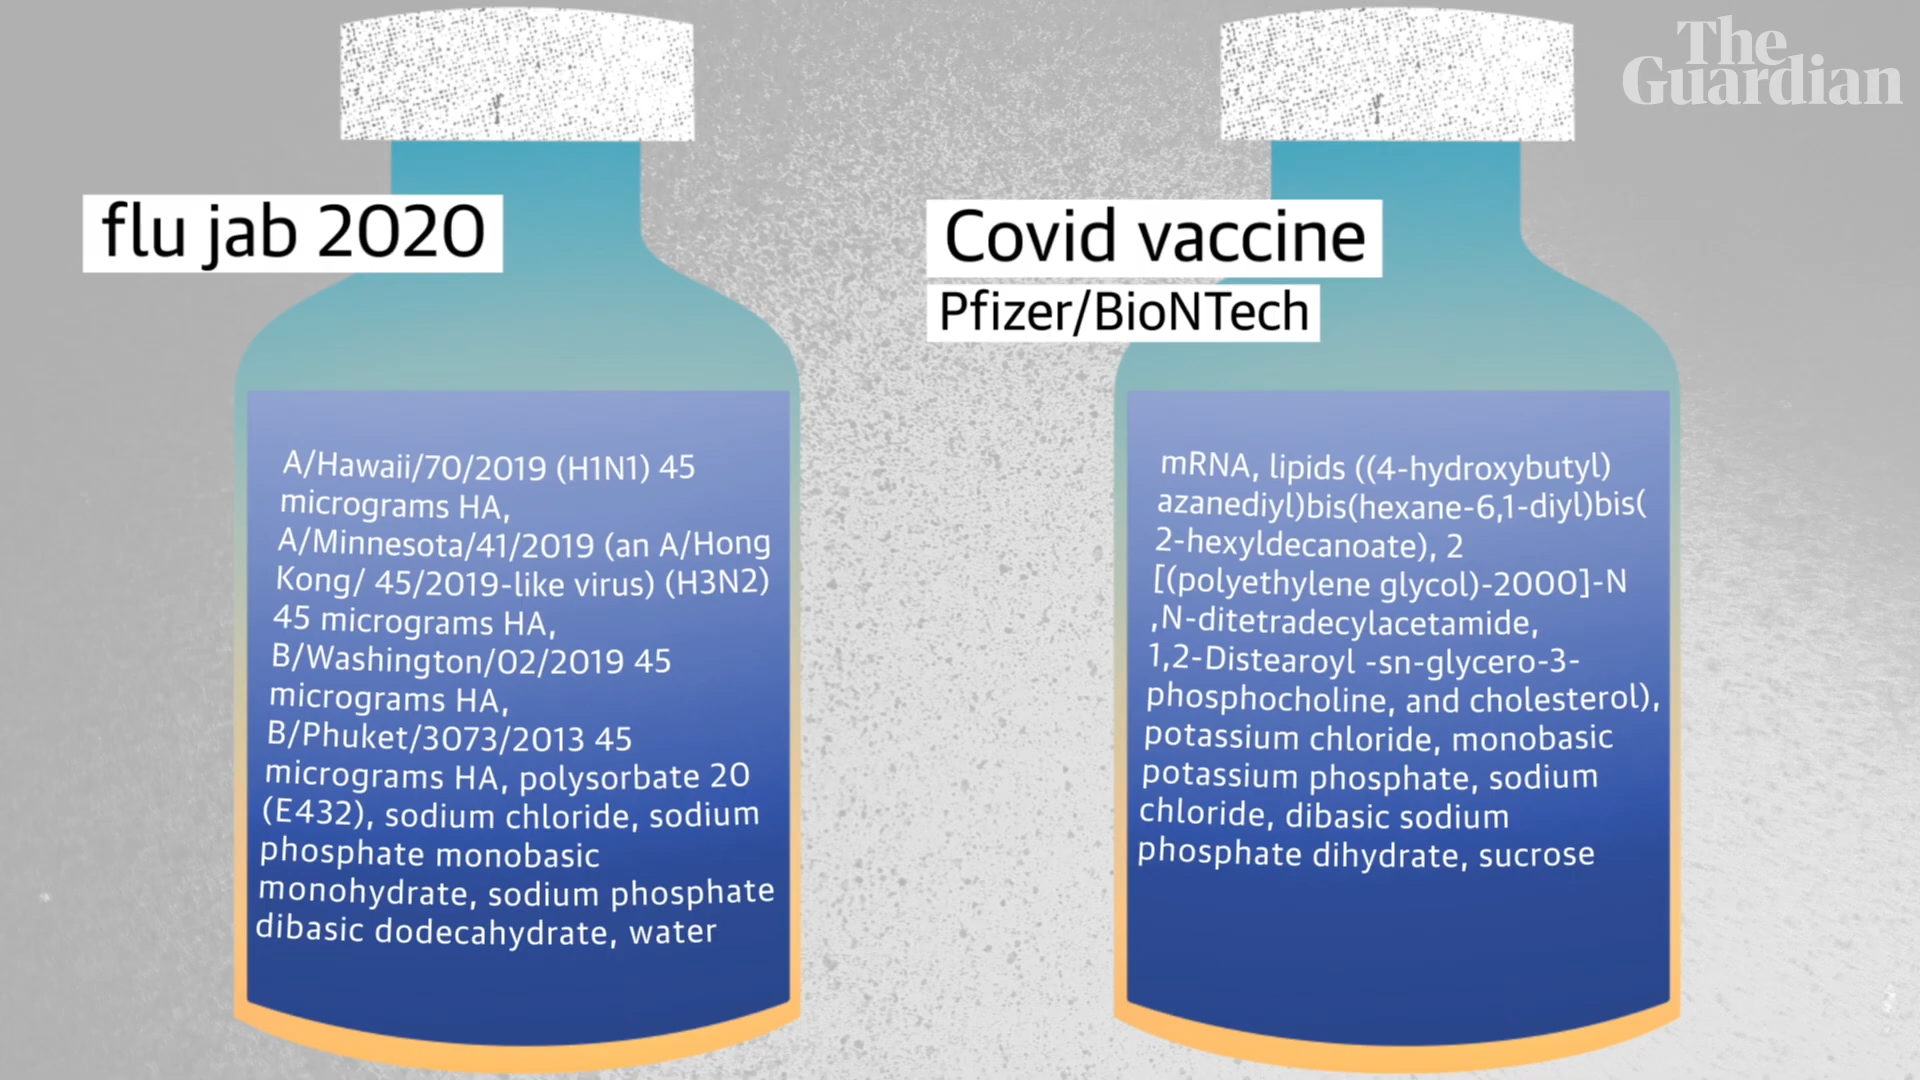 The
Guardian
flu jab 2020
A/Hawaii/70/2019 (H1N1) 45
micrograms HA,
A/Minnesota/41/2019 (an A/Hong
Kong/ 45/2019-like virus) (H3N2)
45 micrograms HA,
B/Washington/02/2019 45
micrograms HA,
B/Phuket/3073/2013 45
micrograms HA, polysorbate 20
(E432), sodium chloride, sodium
phosphate monobasic
monohydrate, sodium phosphate
dibasic dodecahydrate, water
Covid vaccine
Pfizer/BioNTech
mRNA, lipids ((4-hydroxybutyl)
azanediyl)bis(hexane-6,1-diyl)bis(
2-hexyldecanoate), 2
[(polyethylene glycol)-2000]-N
,N-ditetradecylacetamide,
1,2-Distearoyl -sn-glycero-3-
phosphocholine, and cholesterol),
potassium chloride, monobasic
potassium phosphate, sodium
chloride, dibasic sodium
phosphate dihydrate, sucrose